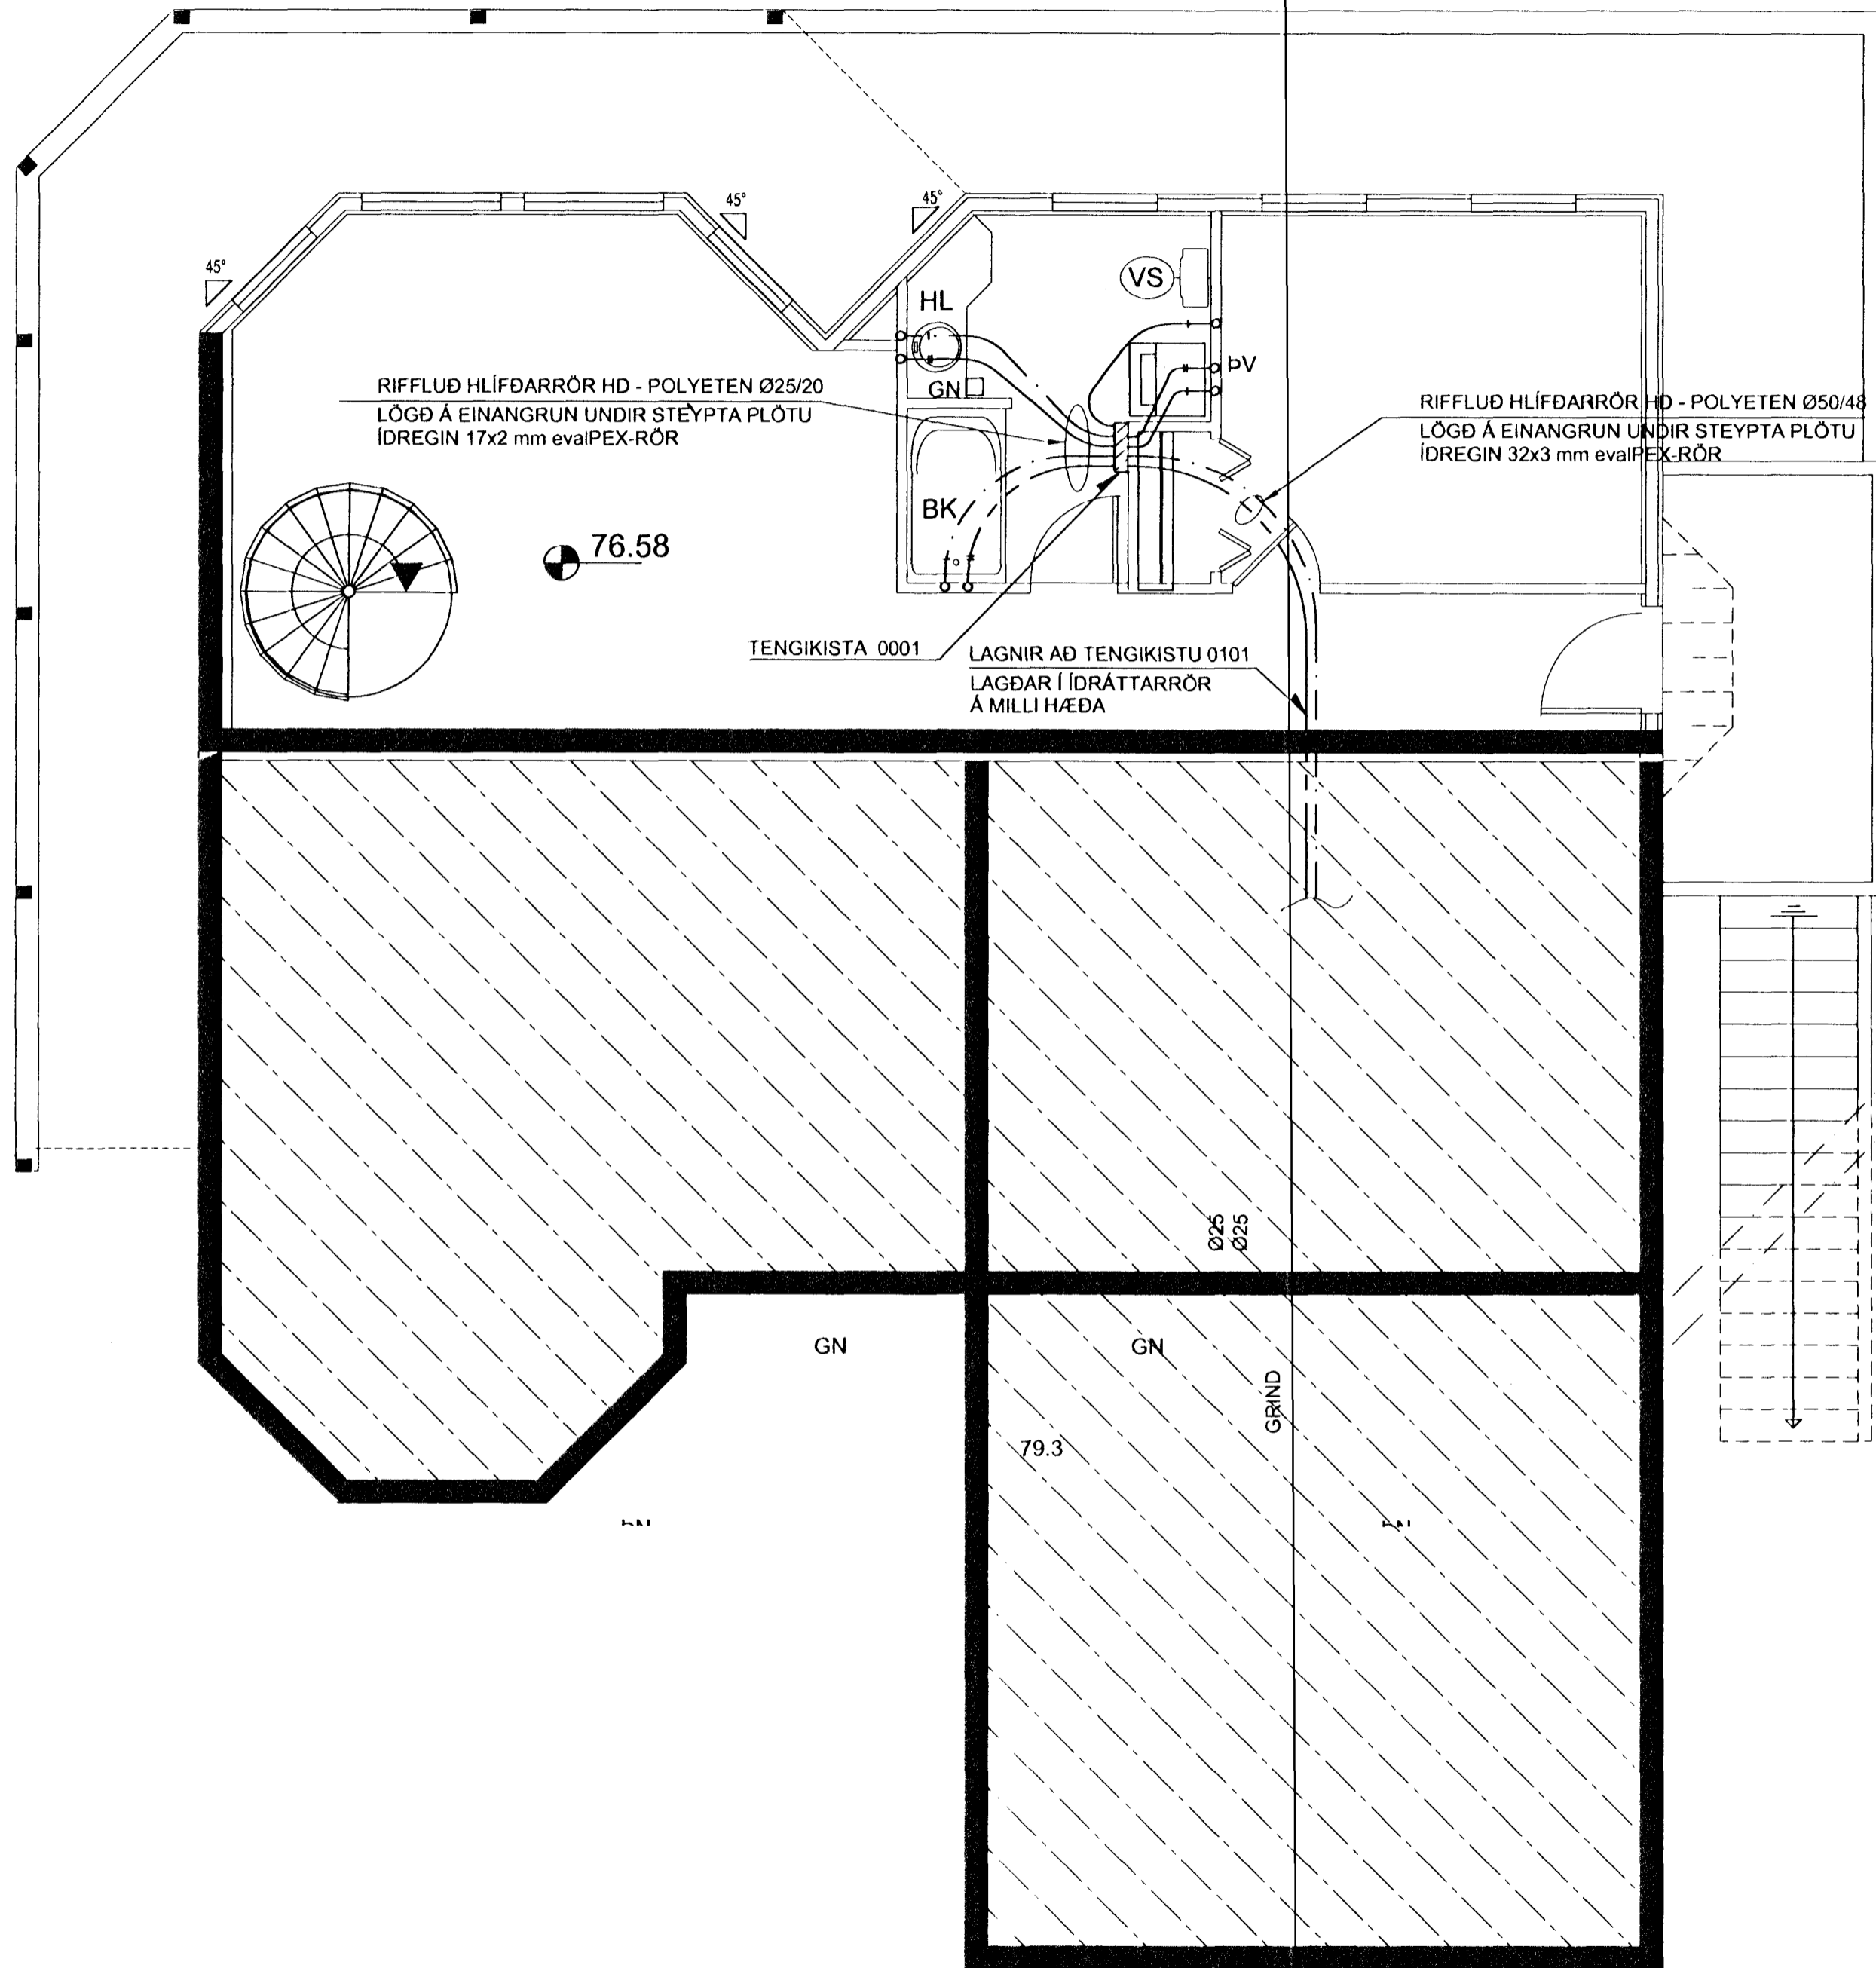 45°
45°
45°
VS
HL
ÞV
GN
RIFFLUÐ HLÍFÐARRÖR HD - POLYETEN Ø25/20
LÖGÐ Á EINANGRUN UNDIR STEYPTA PLÖTU
ÍDREGIN 17x2 mm evalPEX-RÖR
RIFFLUÐ HLÍFÐARRÖR HD - POLYETEN Ø50/48
LÖGÐ Á EINANGRUN UNDIR STEYPTA PLÖTU
ÍDREGIN 32x3 mm evalPEX-RÖR
BK
76.58
TENGIKISTA 0001
LAGNIR AÐ TENGIKISTU 0101
LAGÐAR Í ÍDRÁTTARRÖR
Á MILLI HÆÐA
Ø25
Ø25
GN
GN
GRIND
79.3